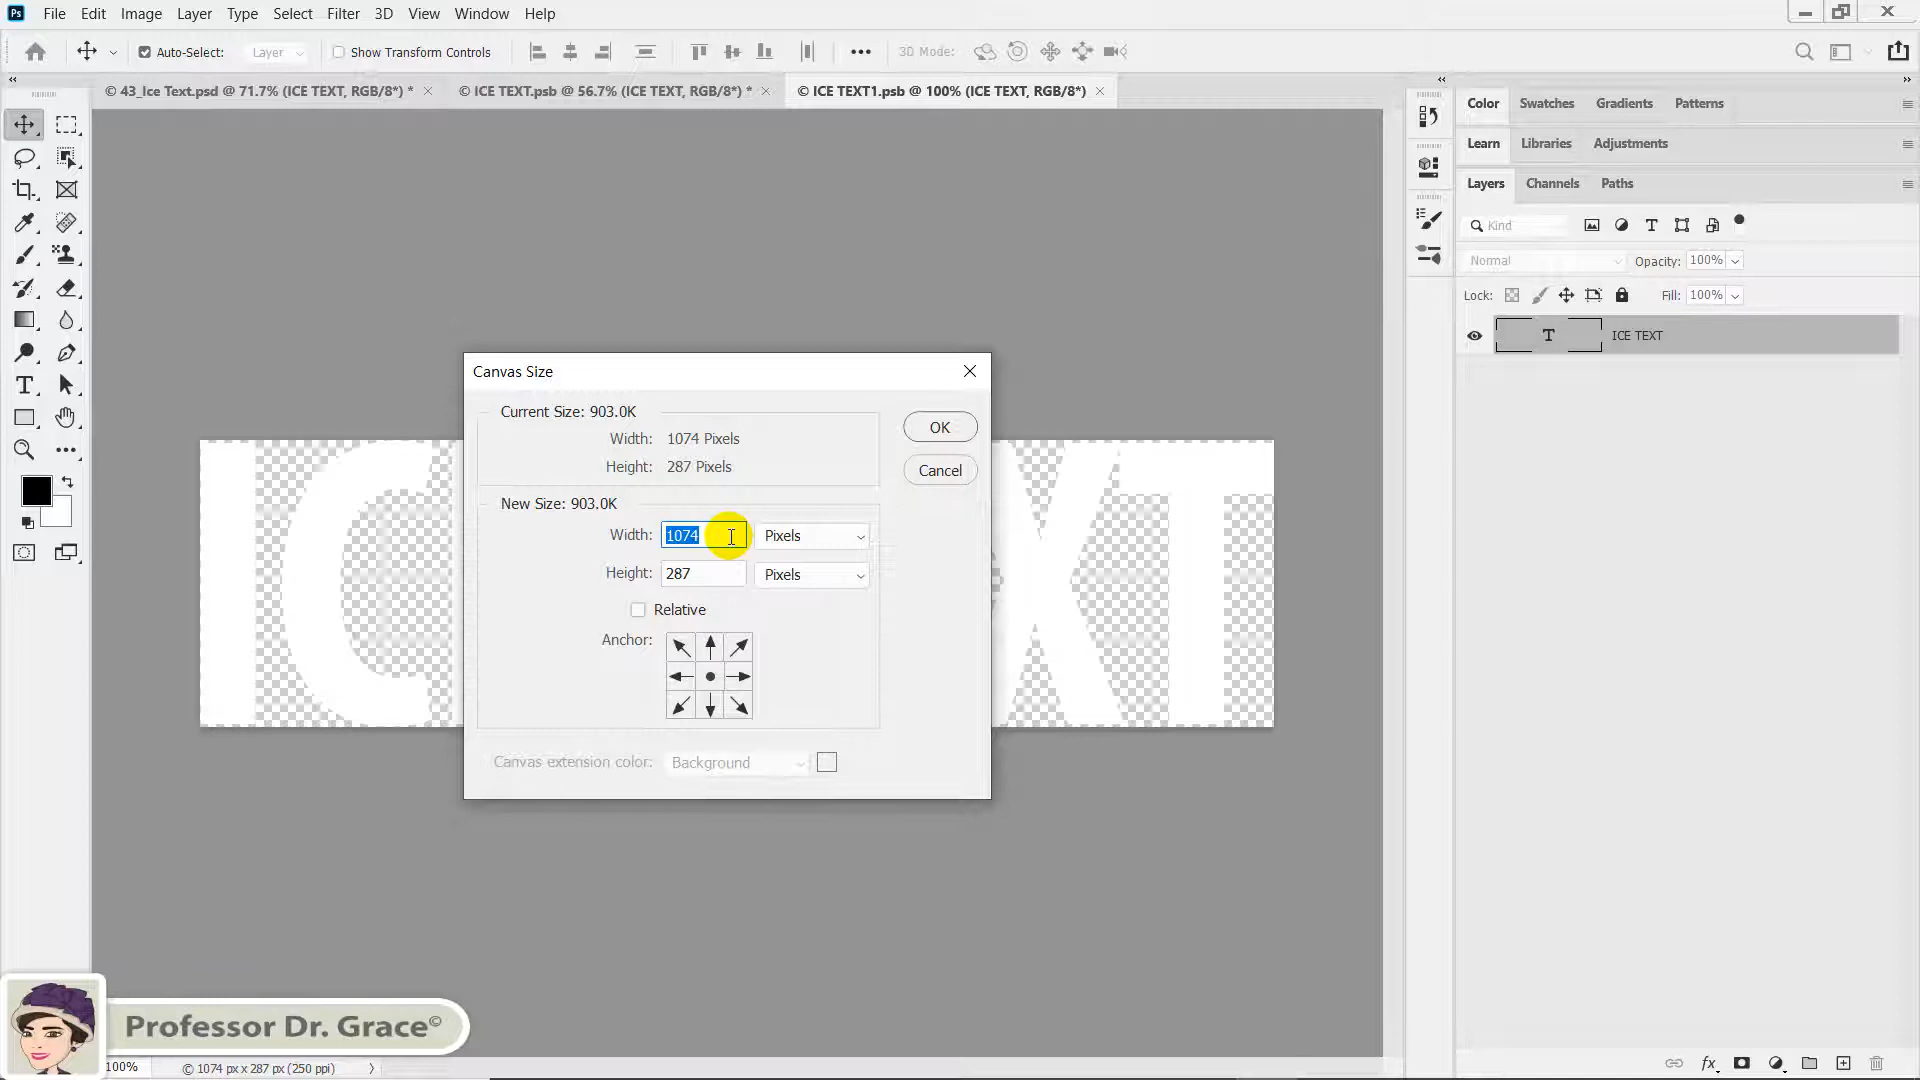 Ps File Edit Image Layer Type Select Filter 3D View Window Help
Auto-Select: Layer Show Transform Controls 3D Mode:
© 43_Ice Text.psd @ 71.7% (ICE TEXT, RGB/8*) * © ICE TEXT.psb @ 56.7% (ICE TEXT, RGB/8*) * © ICE TEXT1.psb @ 100% (ICE TEXT, RGB/8*)
Color Swatches Gradients Patterns
Learn Libraries Adjustments
Layers Channels Paths
Kind
Normal Opacity: 100%
Lock: Fill: 100%
T ICE TEXT
Canvas Size
Current Size: 903.0K
Width: 1074 Pixels
Height: 287 Pixels
OK
Cancel
New Size: 903.0K
Width: 1074 Pixels
Height: 287 Pixels
Relative
Anchor:
Canvas extension color: Background
IC XT
Professor Dr. Grace©
100% © 1074 px x 287 px (250 ppi)
fx